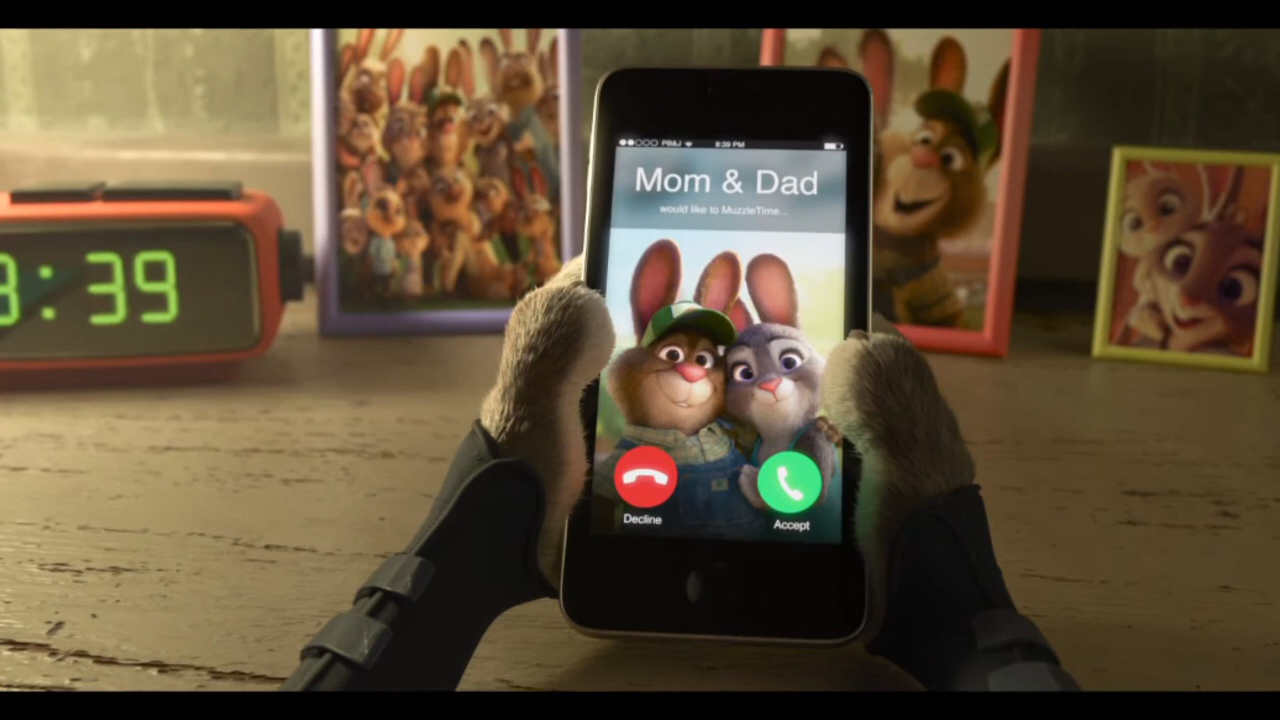 8:39
PB&J 8:39 PM
Mom & Dad
would like to MuzzleTime...
Decline
Accept